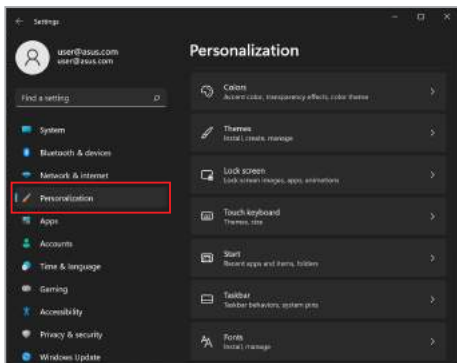 Settings
user@asus.com
user@asus.com
Find a setting
System
Bluetooth & devices
Network & internet
Personalization
Apps
Accounts
Time & language
Gaming
Accessibility
Privacy & security
Windows Update
Personalization
Colors
Accent color, transparency effects, color theme
Themes
Install, create, manage
Lock screen
Lock screen images, apps, animations
Touch keyboard
Themes, size
Start
Recent apps and items, folders
Taskbar
Taskbar behaviors, system pins
Fonts
Install, manage